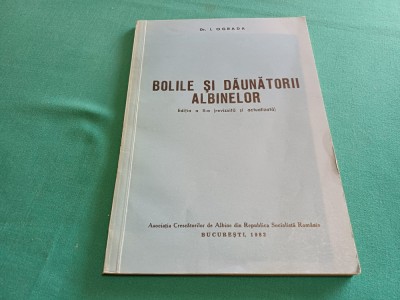 Dr. I. OGRADĂ
BOLILE ȘI DĂUNĂTORII
ALBINELOR
Ediția a II-a (revizuită și actualizată)
Asociația Crescătorilor de Albine din Republica Socialistă România
BUCUREȘTI, 1983